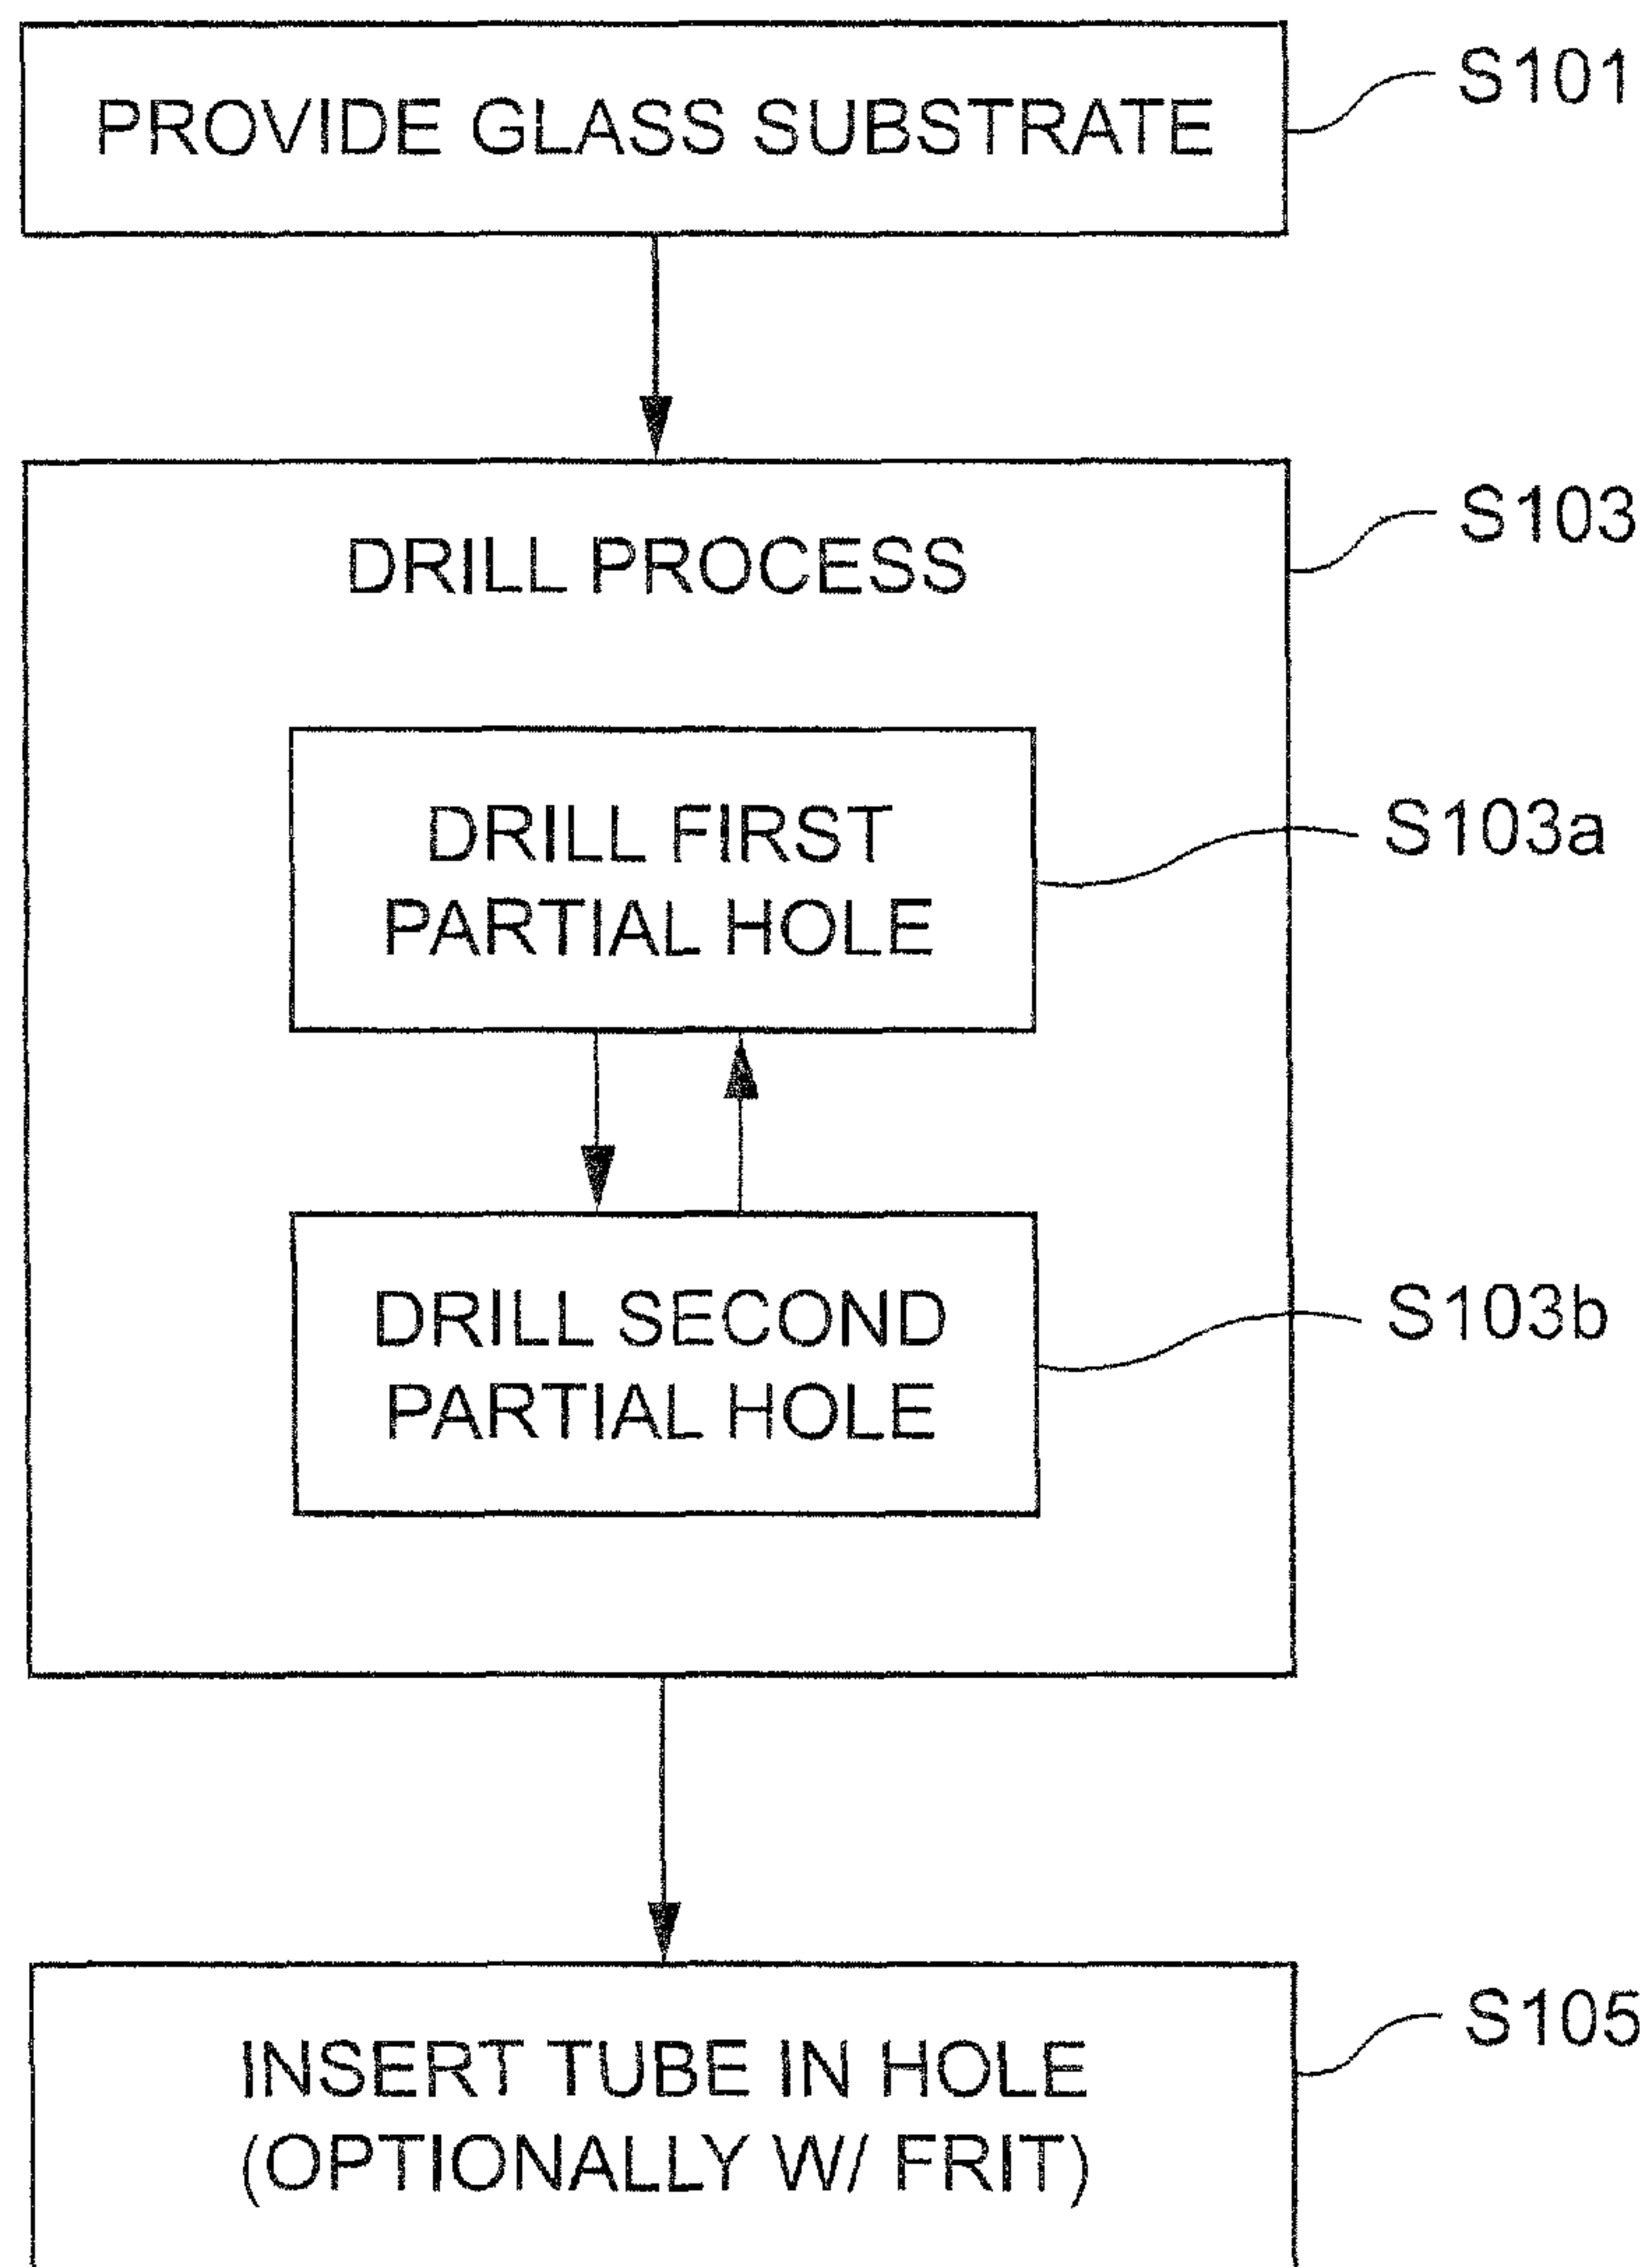 PROVIDE GLASS SUBSTRATE
S101
DRILL PROCESS
S103
DRILL FIRST
PARTIAL HOLE
S103a
DRILL SECOND
PARTIAL HOLE
S103b
INSERT TUBE IN HOLE
(OPTIONALLY W/ FRIT)
S105